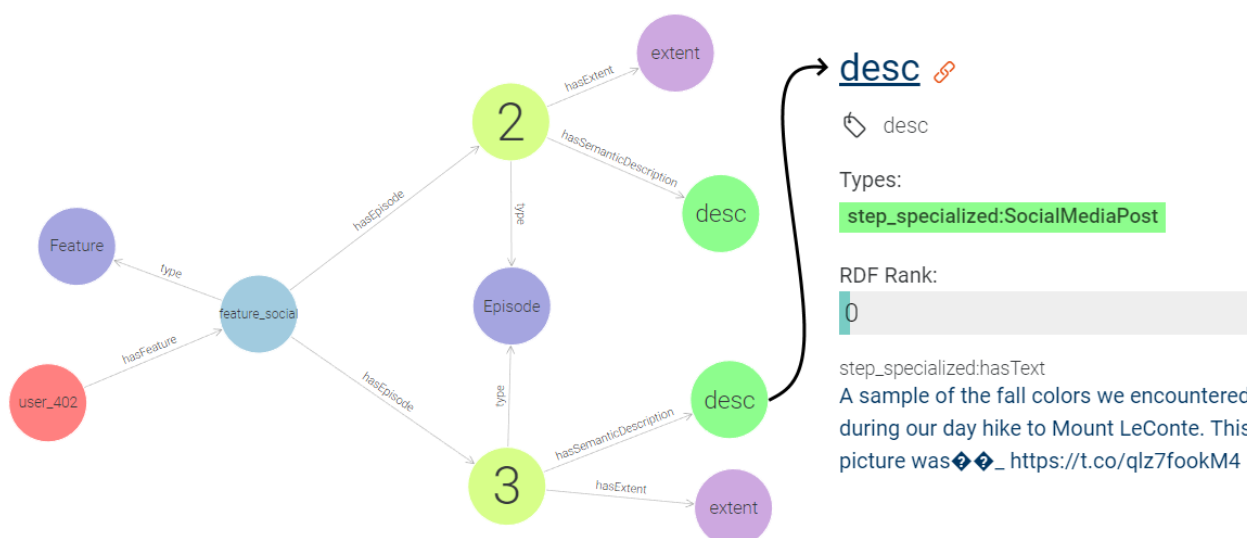 extent
hasExtent
2
hasSemanticDescription
desc
hasEpisode
type
Feature
type
feature_social
Episode
hasFeature
user_402
hasEpisode
type
desc
hasSemanticDescription
3
hasExtent
extent
desc
desc
Types:
step_specialized:SocialMediaPost
RDF Rank:
0
step_specialized:hasText
A sample of the fall colors we encountered
during our day hike to Mount LeConte. This
picture was��_ https://t.co/qlz7fookM4